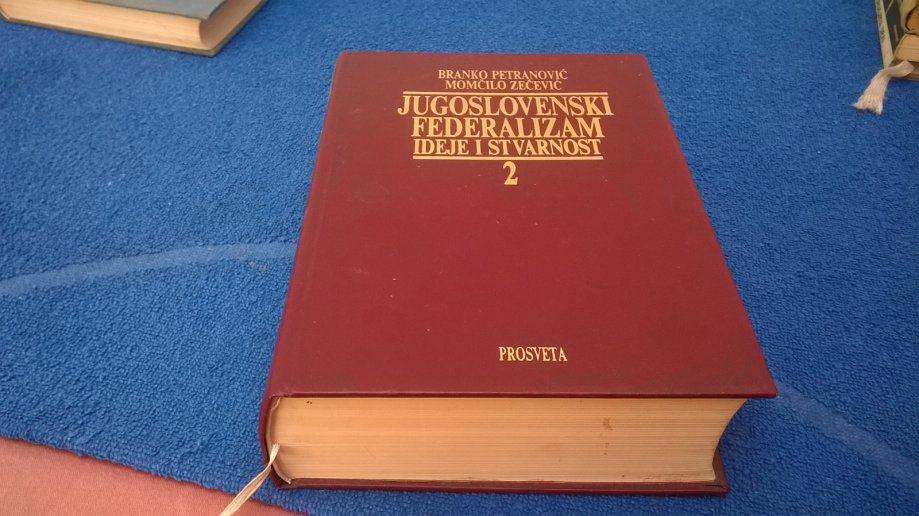 BRANKO PETRANOVIĆ
MOMČILO ZEČEVIĆ
JUGOSLOVENSKI
FEDERALIZAM
IDEJE I STVARNOST
2
PROSVETA